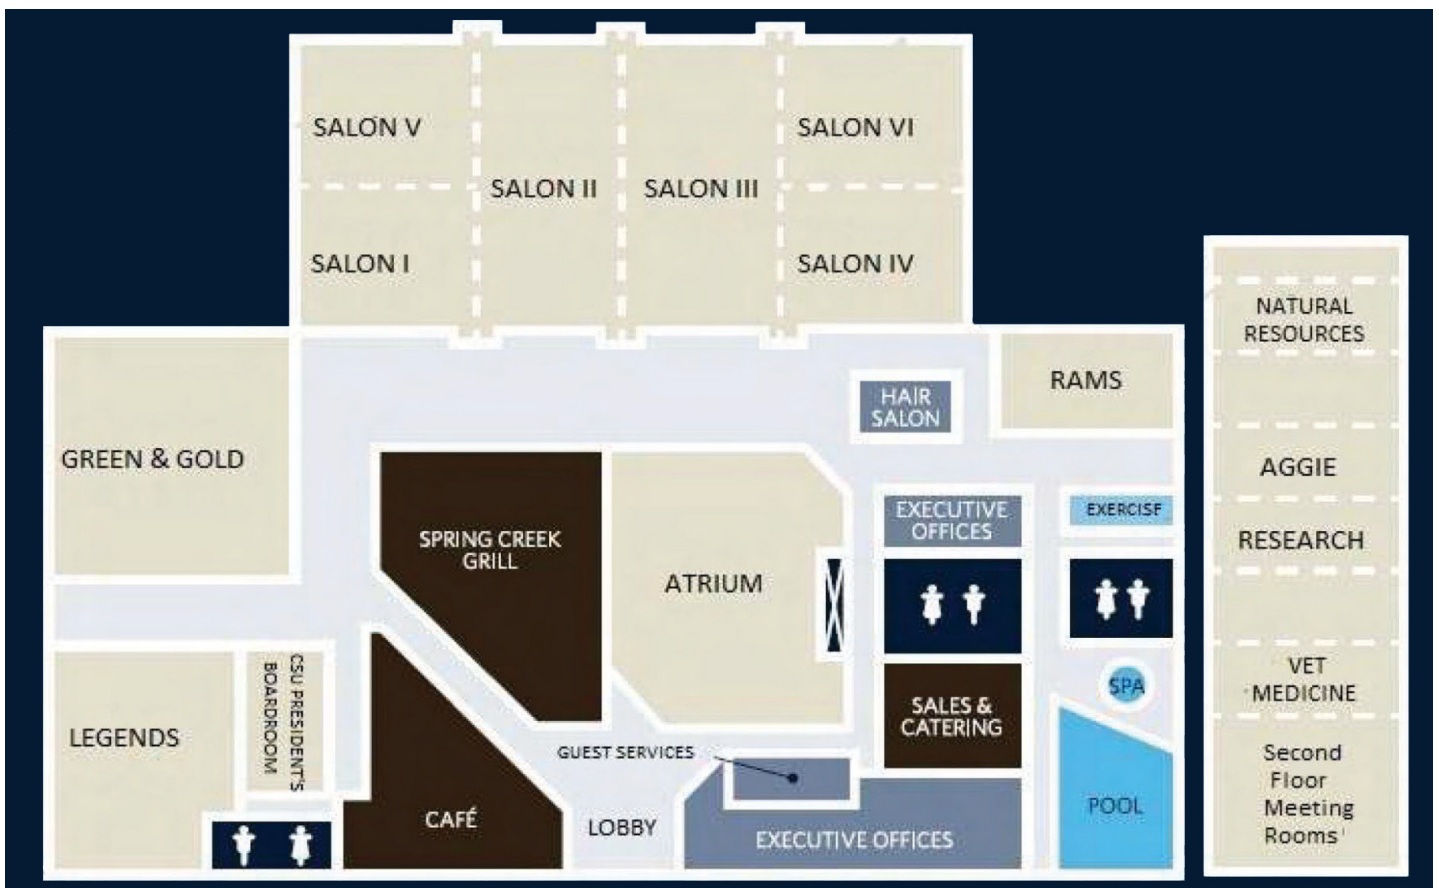 SALON V
SALON VI
SALON II
SALON III
SALON I
SALON IV
NATURAL
RESOURCES
RAMS
HAIR
SALON
GREEN & GOLD
AGGIE
EXECUTIVE
OFFICES
EXERCISF
SPRING CREEK
GRILL
RESEARCH
ATRIUM
CSU PRESIDENT'S
BOARDROOM
VET
MEDICINE
SPA
LEGENDS
SALES &
CATERING
GUEST SERVICES
Second
Floor
Meeting
Rooms
POOL
CAFÉ
LOBBY
EXECUTIVE OFFICES